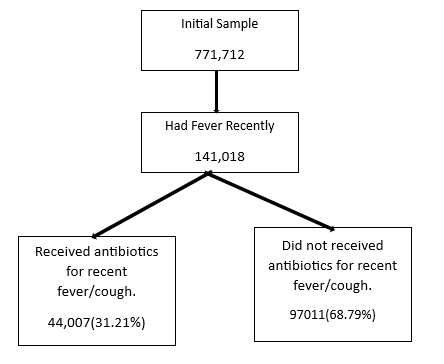 Initial Sample
771,712
Had Fever Recently
141,018
Received antibiotics
for recent
fever/cough.
44,007(31.21%)
Did not received
antibiotics for recent
fever/cough.
97011(68.79%)